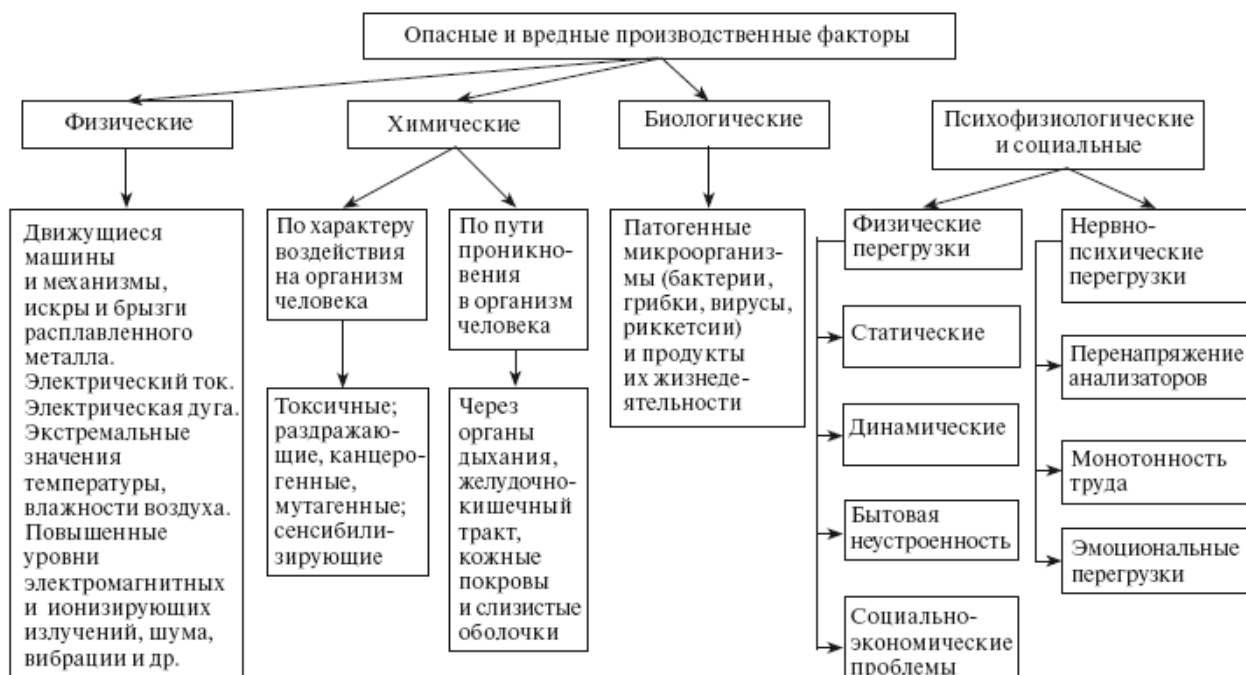 Опасные и вредные производственные факторы
Физические
Химические
Биологические
Психофизиологические
и социальные
Движущиеся
машины
и механизмы,
искры и брызги
расплавленного
металла.
Электрический ток.
Электрическая дуга.
Экстремальные
значения
температуры,
влажности воздуха.
Повышенные
уровни
электромагнитных
и ионизирующих
излучений, шума,
вибрации и др.
По характеру
воздействия
на организм
человека
Токсичные;
раздражаю-
щие, канцеро-
генные,
мутагенные;
сенсибили-
зирующие
По пути
проникно-
вения
в организм
человека
Через
органы
дыхания,
желудочно-
кишечный
тракт,
кожные
покровы
и слизистые
оболочки
Патогенные
микроорганиз-
мы (бактерии,
грибки, вирусы,
риккетсии)
и продукты
их жизнеде-
ятельности
Физические
перегрузки
Статические
Динамические
Бытовая
неустроенность
Социально-
экономические
проблемы
Нервно-
психические
перегрузки
Перенапряжение
анализаторов
Монотонность
труда
Эмоциональные
перегрузки